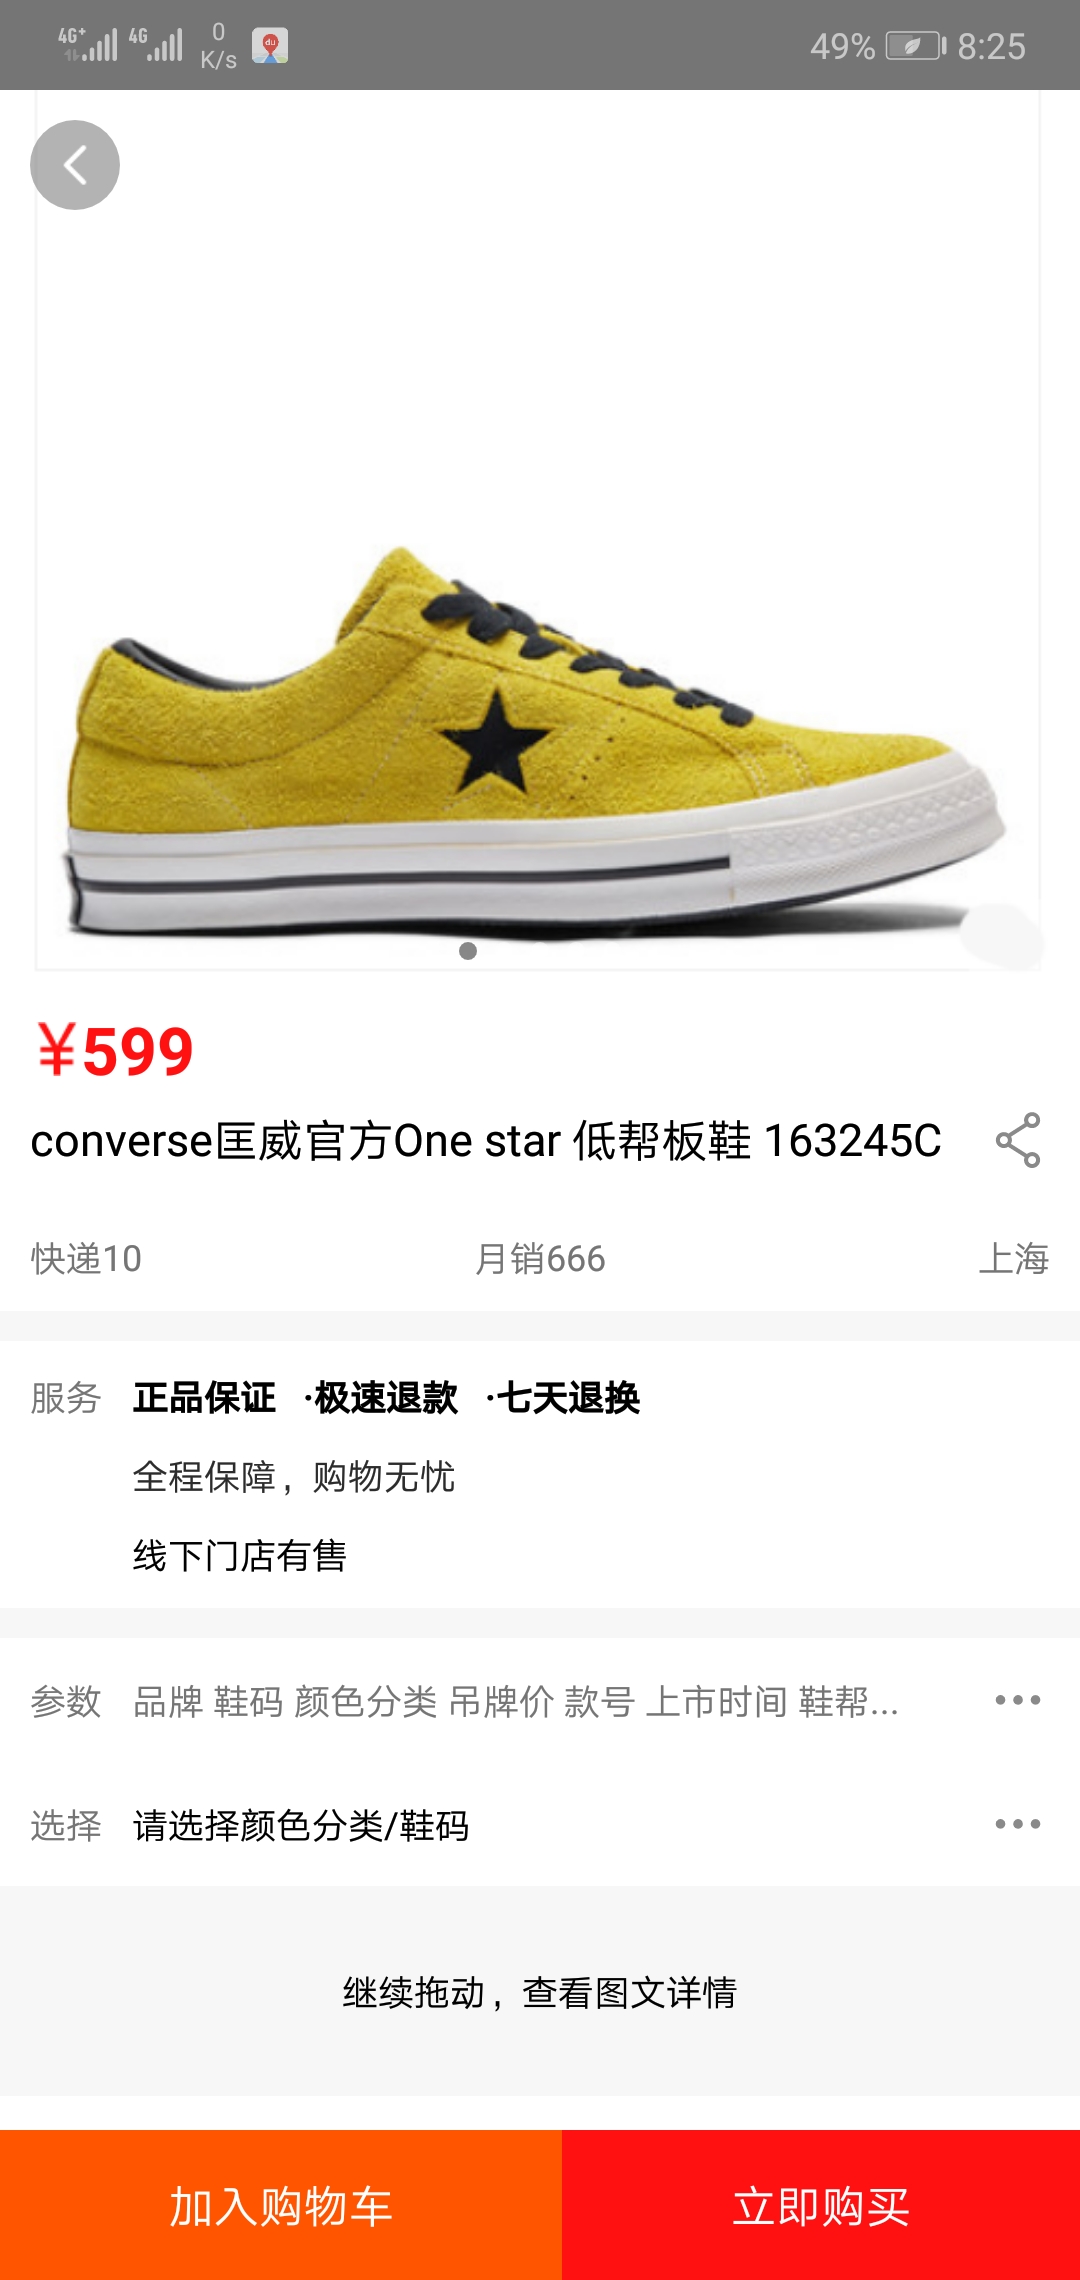 4G+ 4G 0 K/s du 49% 8:25
¥599
converse匡威官方One star 低帮板鞋 163245C
快递10 月销666 上海
服务 正品保证 ·极速退款 ·七天退换
全程保障，购物无忧
线下门店有售
参数 品牌 鞋码 颜色分类 吊牌价 款号 上市时间 鞋帮...
选择 请选择颜色分类/鞋码
继续拖动，查看图文详情
加入购物车 立即购买